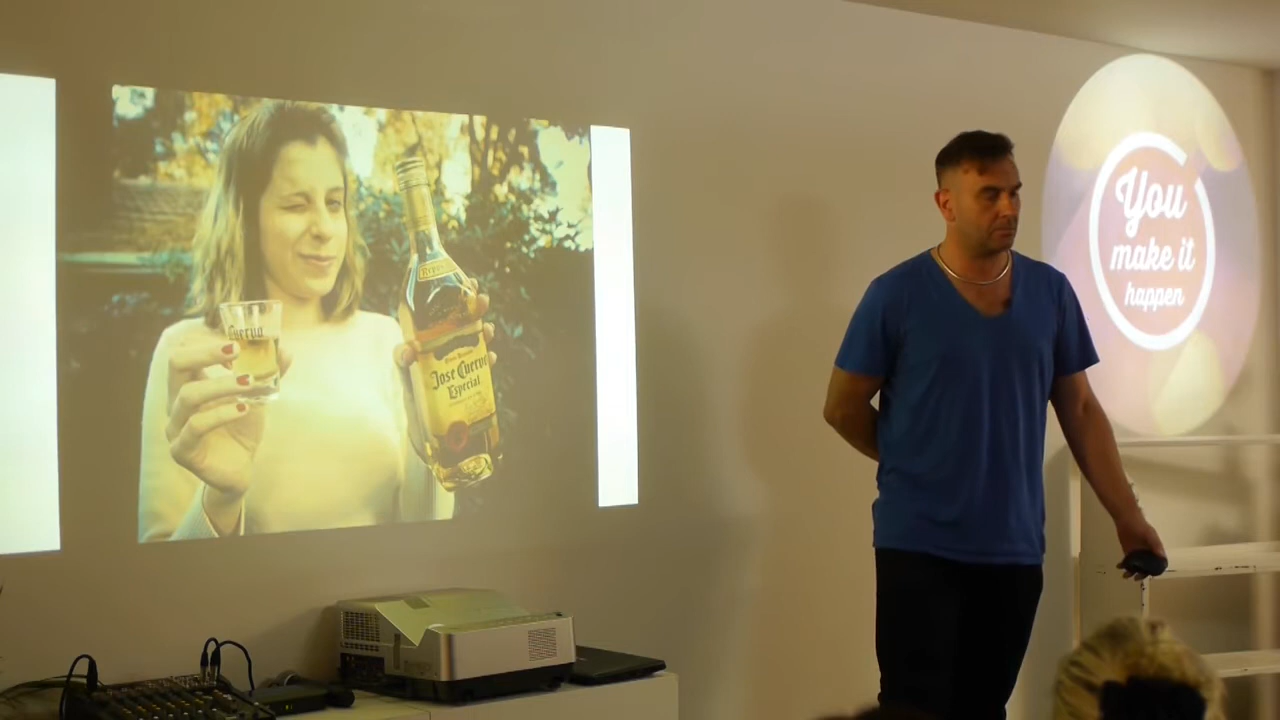 Cuervo
Jose Cuervo
Especial
You
make it
happen